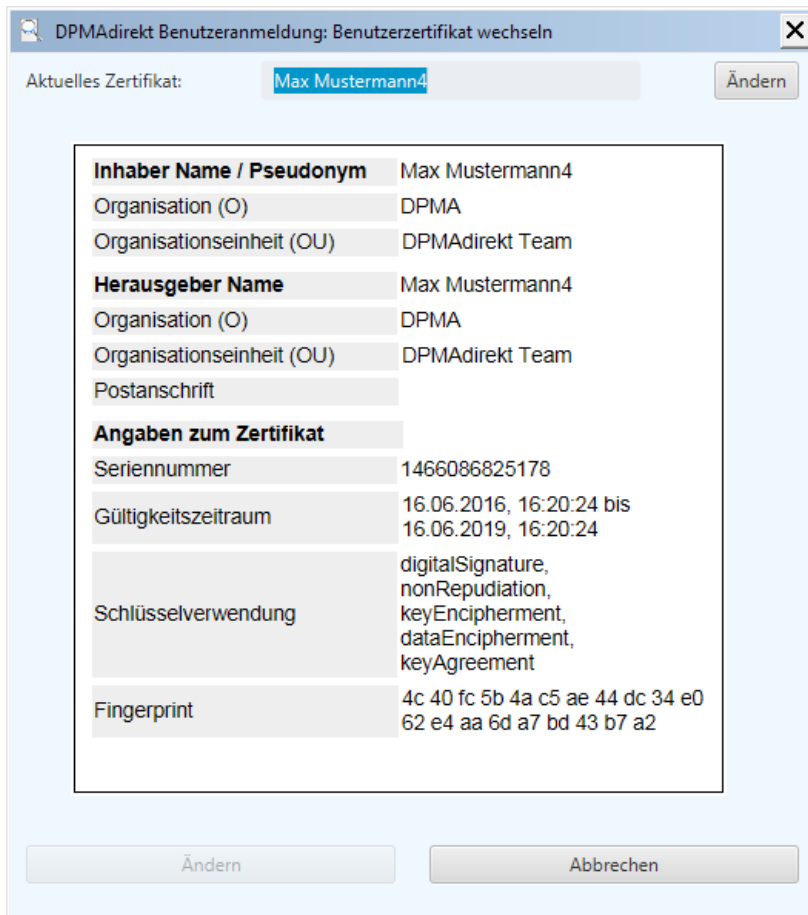 DPMAdirekt Benutzeranmeldung: Benutzerzertifikat wechseln
Aktuelles Zertifikat: Max Mustermann4 Ändern
Inhaber Name / Pseudonym Max Mustermann4
Organisation (O) DPMA
Organisationseinheit (OU) DPMAdirekt Team
Herausgeber Name Max Mustermann4
Organisation (O) DPMA
Organisationseinheit (OU) DPMAdirekt Team
Postanschrift
Angaben zum Zertifikat
Seriennummer 1466086825178
Gültigkeitszeitraum 16.06.2016, 16:20:24 bis
16.06.2019, 16:20:24
Schlüsselverwendung digitalSignature,
nonRepudiation,
keyEncipherment,
dataEncipherment,
keyAgreement
Fingerprint 4c 40 fc 5b 4a c5 ae 44 dc 34 e0
62 e4 aa 6d a7 bd 43 b7 a2
Ändern Abbrechen